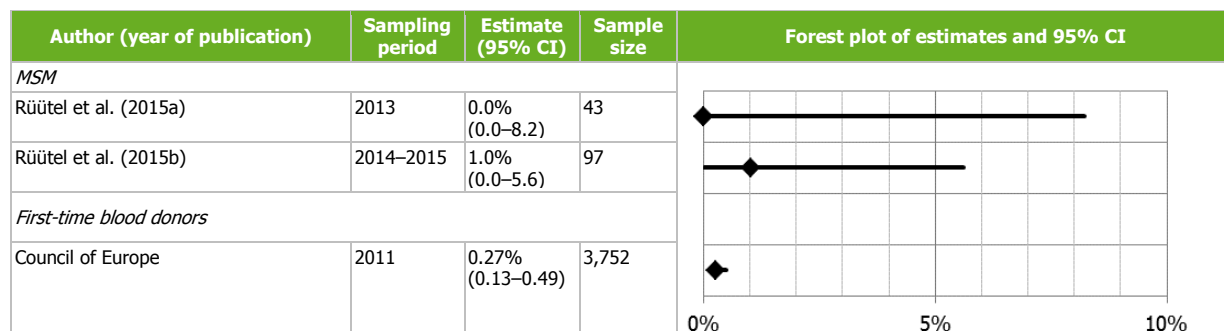 Author (year of publication) Sampling period Estimate (95% CI) Sample size Forest plot of estimates and 95% CI
MSM
Rüütel et al. (2015a) 2013 0.0% (0.0–8.2) 43
Rüütel et al. (2015b) 2014–2015 1.0% (0.0–5.6) 97
First-time blood donors
Council of Europe 2011 0.27% (0.13–0.49) 3,752
0% 5% 10%